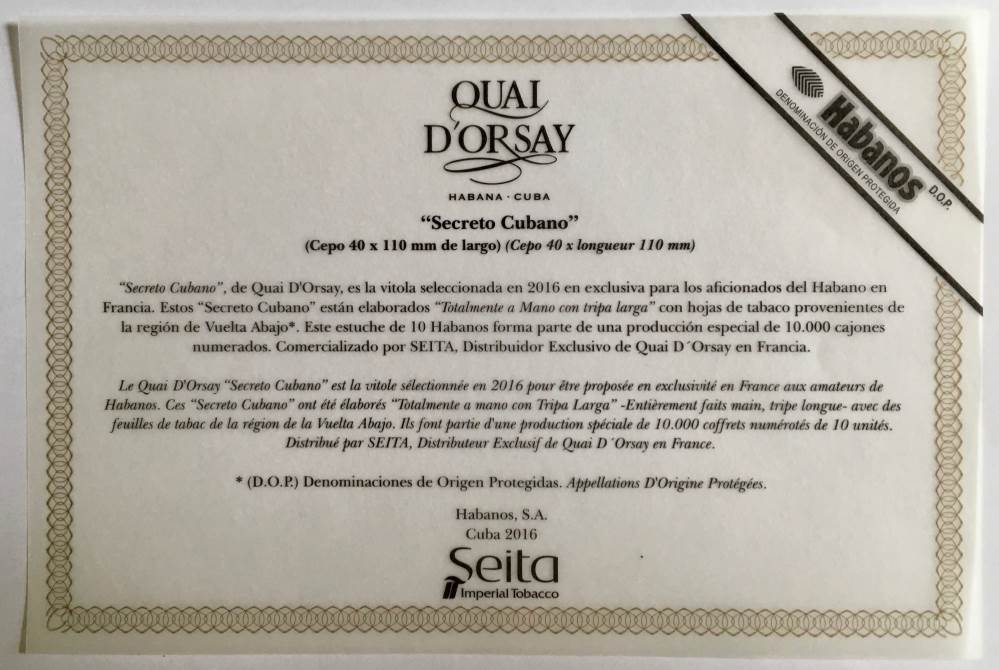 QUAI
D'ORSAY
HABANA · CUBA
Habanos
D.O.P.
DENOMINACIÓN DE ORIGEN PROTEGIDA
“Secreto Cubano”
(Cepo 40 x 110 mm de largo) (Cepo 40 x longueur 110 mm)
“Secreto Cubano”, de Quai D'Orsay, es la vitola seleccionada en 2016 en exclusiva para los aficionados del Habano en
Francia. Estos “Secreto Cubano” están elaborados “Totalmente a Mano con tripa larga” con hojas de tabaco provenientes de
la región de Vuelta Abajo*. Este estuche de 10 Habanos forma parte de una producción especial de 10.000 cajones
numerados. Comercializado por SEITA, Distribuidor Exclusivo de Quai D´Orsay en Francia.
Le Quai D'Orsay “Secreto Cubano” est la vitole sélectionnée en 2016 pour être proposée en exclusivité en France aux amateurs de
Habanos. Ces “Secreto Cubano” ont été élaborés “Totalmente a mano con Tripa Larga” -Entièrement faits main, tripe longue- avec des
feuilles de tabac de la région de la Vuelta Abajo. Ils font partie d'une production spéciale de 10.000 coffrets numérotés de 10 unités.
Distribué par SEITA, Distributeur Exclusif de Quai D´Orsay en France.
* (D.O.P.) Denominaciones de Origen Protegidas. Appellations D'Origine Protégées.
Habanos, S.A.
Cuba 2016
Seita
Imperial Tobacco